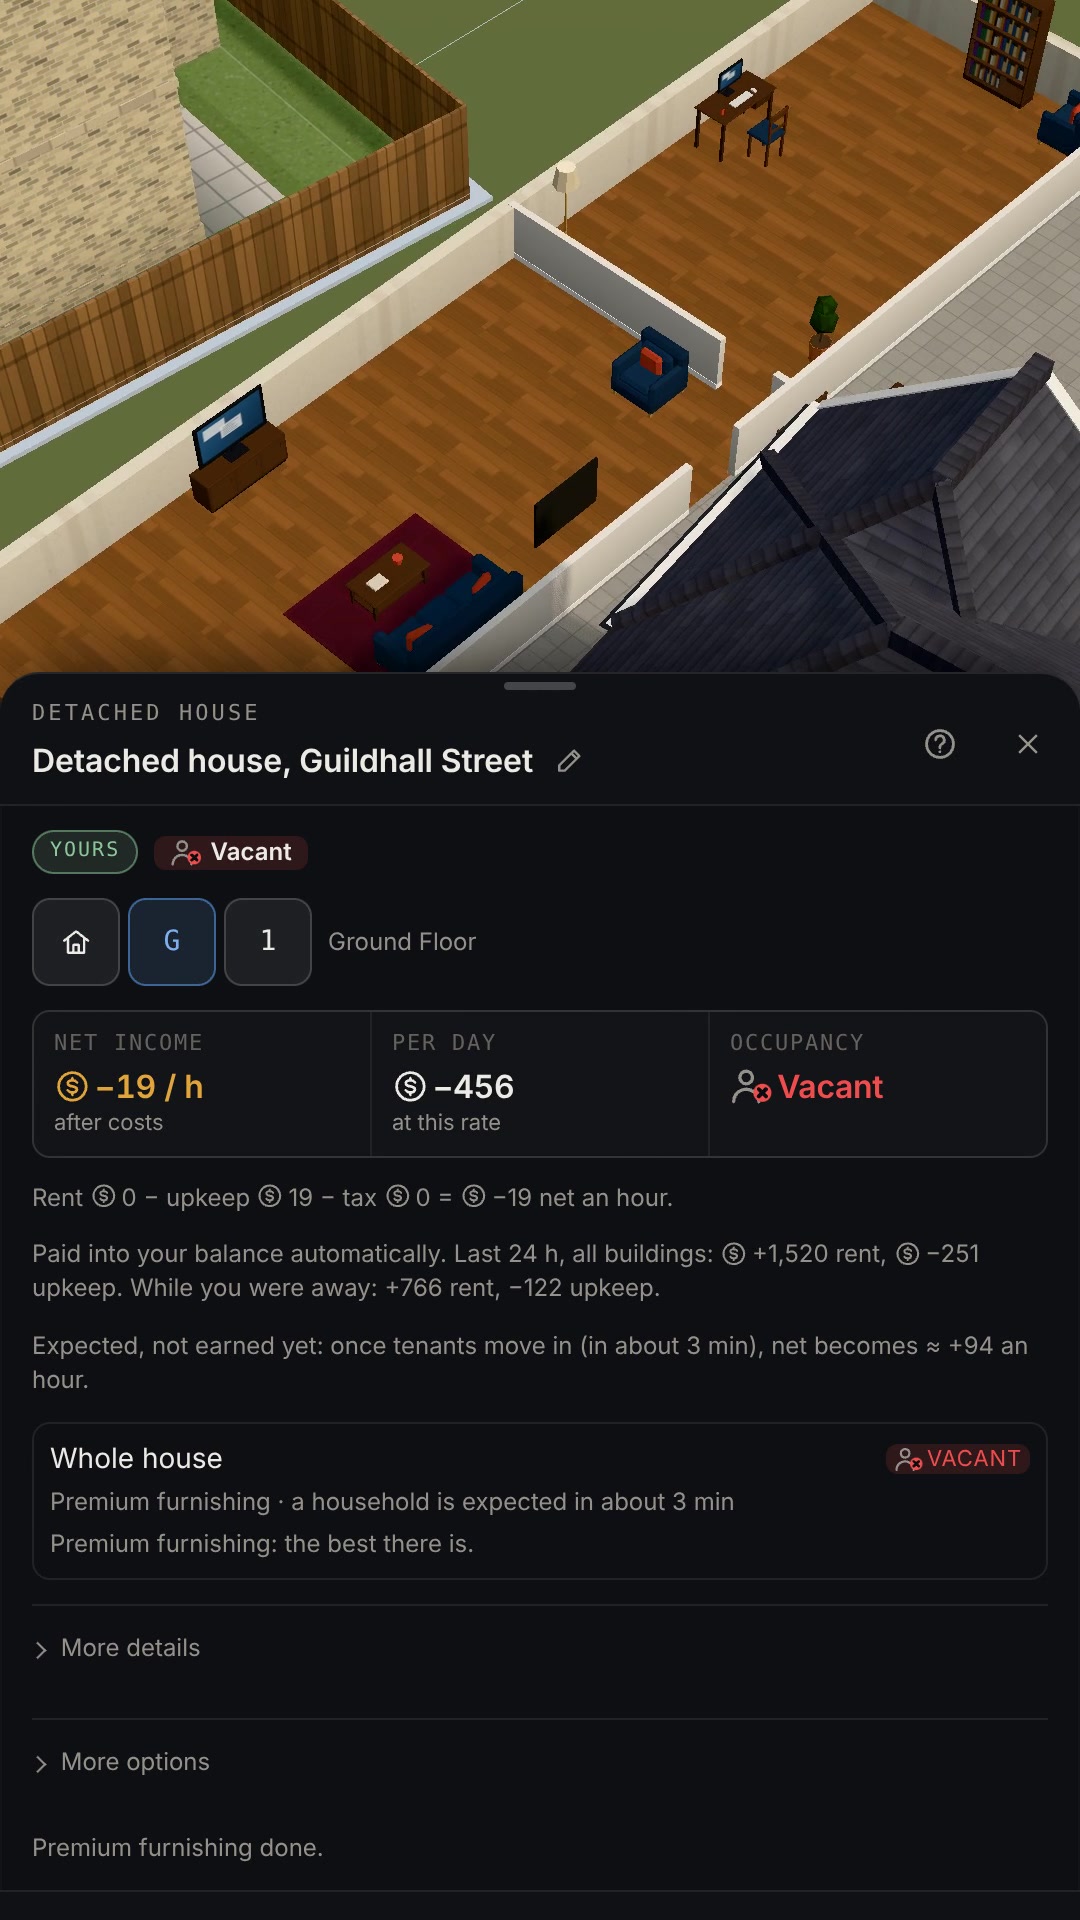 DETACHED HOUSE
Detached house, Guildhall Street
YOURS
Vacant
G
1
Ground Floor
NET INCOME
−19 / h
after costs
PER DAY
−456
at this rate
OCCUPANCY
Vacant
Rent $ 0 − upkeep $ 19 − tax $ 0 = $ −19 net an hour.
Paid into your balance automatically. Last 24 h, all buildings: $ +1,520 rent, $ −251
upkeep. While you were away: +766 rent, −122 upkeep.
Expected, not earned yet: once tenants move in (in about 3 min), net becomes ≈ +94 an
hour.
Whole house
VACANT
Premium furnishing · a household is expected in about 3 min
Premium furnishing: the best there is.
More details
More options
Premium furnishing done.